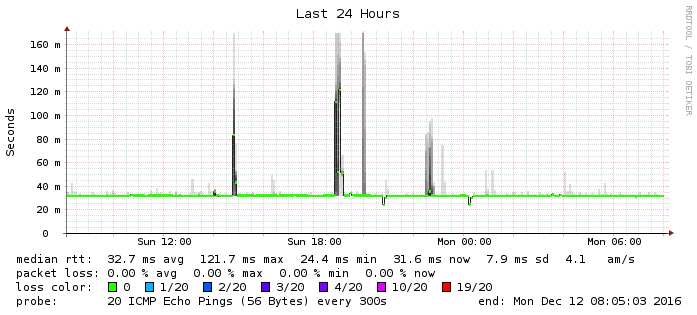 Last 24 Hours
RRDTOOL / TOBI OETIKER
Seconds
160 m
140 m
120 m
100 m
80 m
60 m
40 m
20 m
0
Sun 12:00 Sun 18:00 Mon 00:00 Mon 06:00
median rtt: 32.7 ms avg 121.7 ms max 24.4 ms min 31.6 ms now 7.9 ms sd 4.1 am/s
packet loss: 0.00 % avg 0.00 % max 0.00 % min 0.00 % now
loss color: 0 1/20 2/20 3/20 4/20 10/20 19/20
probe: 20 ICMP Echo Pings (56 Bytes) every 300s end: Mon Dec 12 08:05:03 2016